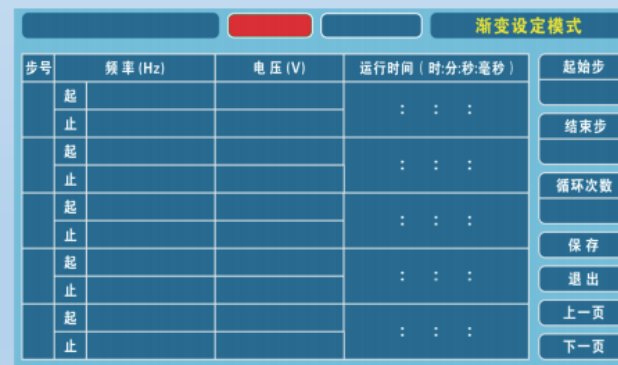 渐变设定模式
步号 频率(Hz) 电压(V) 运行时间(时:分:秒:毫秒) 起始步
起 : : :
止
结束步
起 : : :
止
循环次数
起 : : :
止
保存
起 : : :
止
退出
起 : : :
止
上一页
下一页